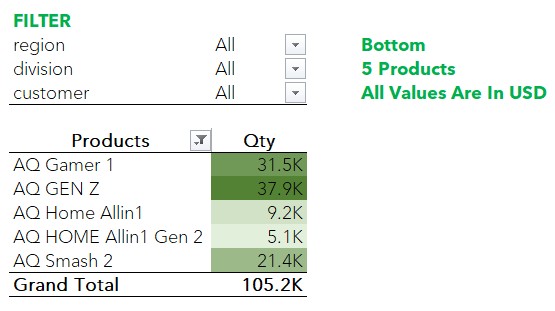 FILTER
region All
division All
customer All
Bottom
5 Products
All Values Are In USD
Products Qty
AQ Gamer 1 31.5K
AQ GEN Z 37.9K
AQ Home Allin1 9.2K
AQ HOME Allin1 Gen 2 5.1K
AQ Smash 2 21.4K
Grand Total 105.2K